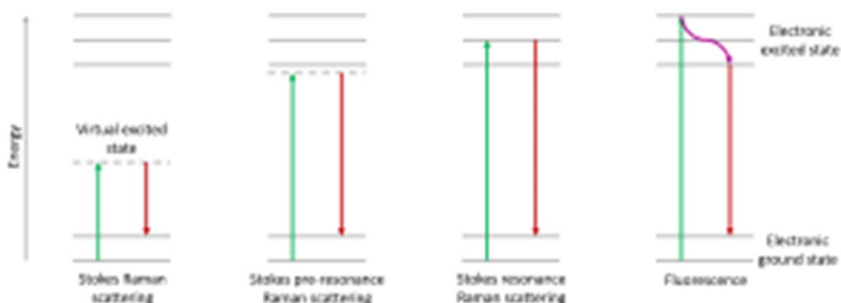 Energy
Virtual excited
state
Stokes Raman
scattering
Stokes pre-resonance
Raman scattering
Stokes resonance
Raman scattering
Fluorescence
Electronic
excited state
Electronic
ground state